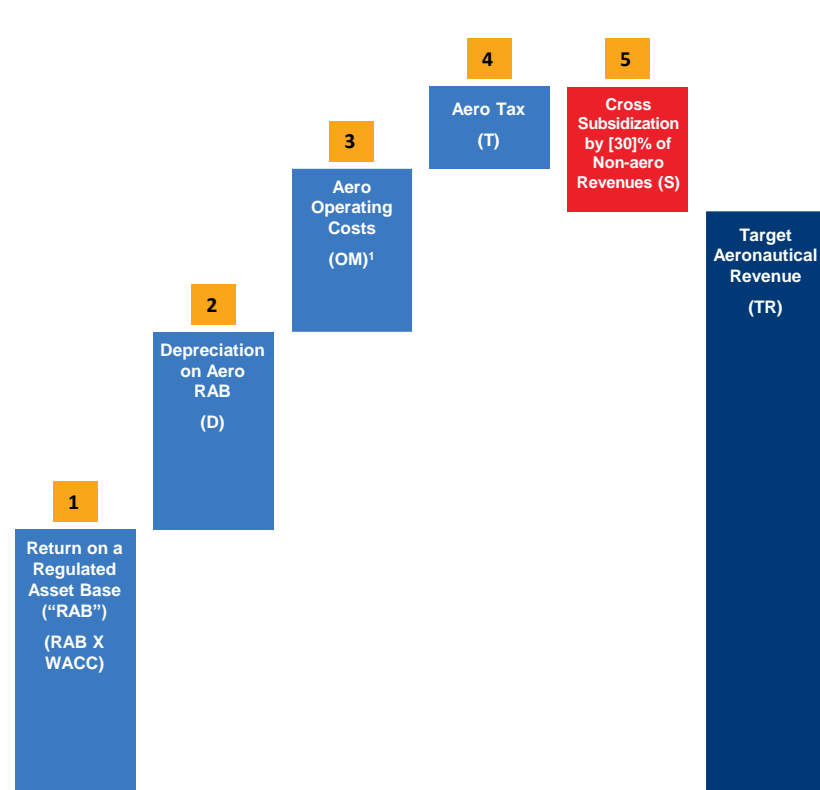 1
Return on a
Regulated
Asset Base
(“RAB”)
(RAB X
WACC)
2
Depreciation
on Aero
RAB
(D)
3
Aero
Operating
Costs
(OM)¹
4
Aero Tax
(T)
5
Cross
Subsidization
by [30]% of
Non-aero
Revenues (S)
Target
Aeronautical
Revenue
(TR)